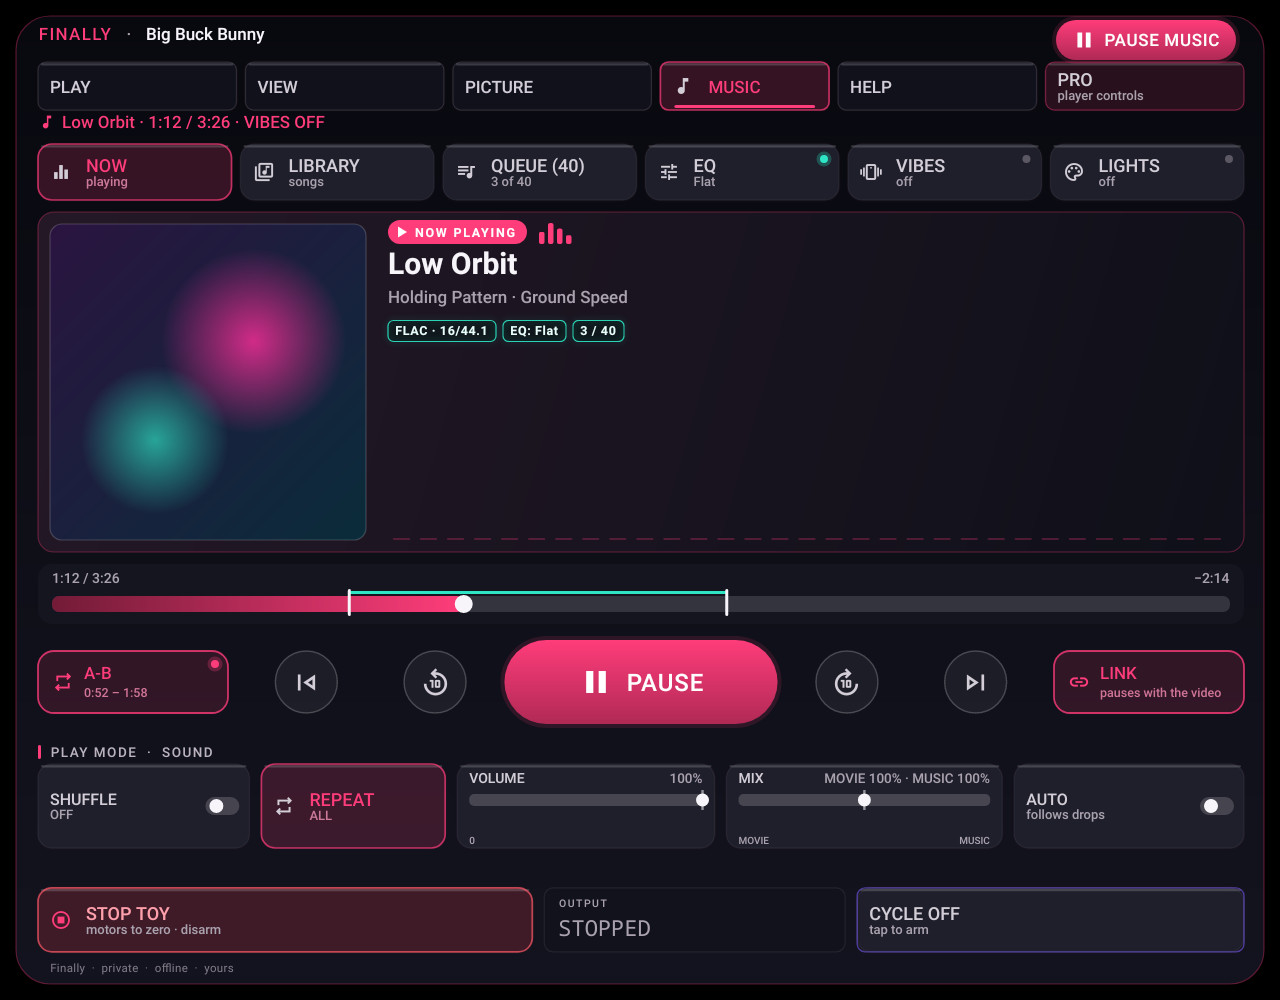 FINALLY · Big Buck Bunny
PAUSE MUSIC
PLAY
VIEW
PICTURE
MUSIC
HELP
PRO
player controls
Low Orbit · 1:12 / 3:26 · VIBES OFF
NOW
playing
LIBRARY
songs
QUEUE (40)
3 of 40
EQ
Flat
VIBES
off
LIGHTS
off
NOW PLAYING
Low Orbit
Holding Pattern · Ground Speed
FLAC · 16/44.1
EQ: Flat
3 / 40
1:12 / 3:26
−2:14
A-B
0:52 – 1:58
10
PAUSE
10
LINK
pauses with the video
PLAY MODE · SOUND
SHUFFLE
OFF
REPEAT
ALL
VOLUME
100%
0
MIX
MOVIE 100% · MUSIC 100%
MOVIE
MUSIC
AUTO
follows drops
STOP TOY
motors to zero · disarm
OUTPUT
STOPPED
CYCLE OFF
tap to arm
Finally · private · offline · yours